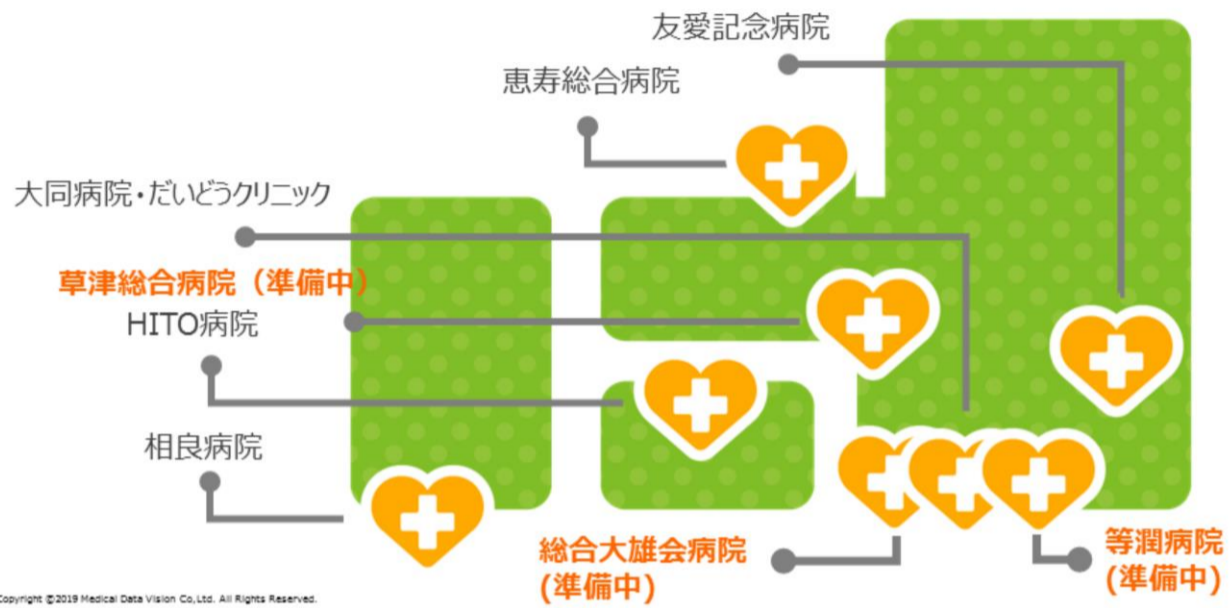 友愛記念病院
恵寿総合病院
大同病院・だいどうクリニック
草津総合病院（準備中）
HITO病院
相良病院
総合大雄会病院
(準備中)
等潤病院
(準備中)
Copyright ©2019 Medical Data Vision Co,Ltd. All Rights Reserved.